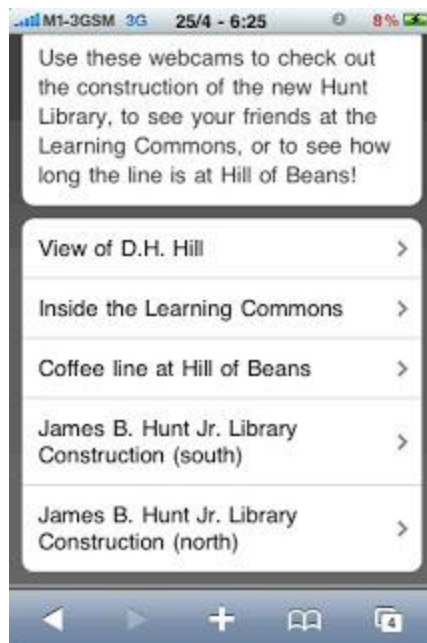 M1-3GSM 3G 25/4 - 6:25 8%
Use these webcams to check out
the construction of the new Hunt
Library, to see your friends at the
Learning Commons, or to see how
long the line is at Hill of Beans!
View of D.H. Hill
Inside the Learning Commons
Coffee line at Hill of Beans
James B. Hunt Jr. Library
Construction (south)
James B. Hunt Jr. Library
Construction (north)
4